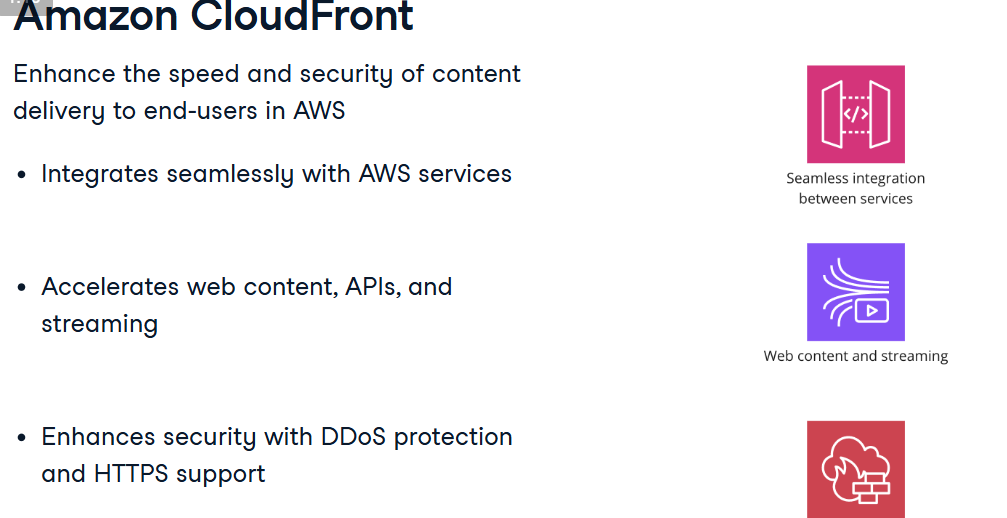 Amazon CloudFront
Enhance the speed and security of content
delivery to end-users in AWS
• Integrates seamlessly with AWS services
Seamless integration
between services
• Accelerates web content, APIs, and
streaming
Web content and streaming
• Enhances security with DDoS protection
and HTTPS support